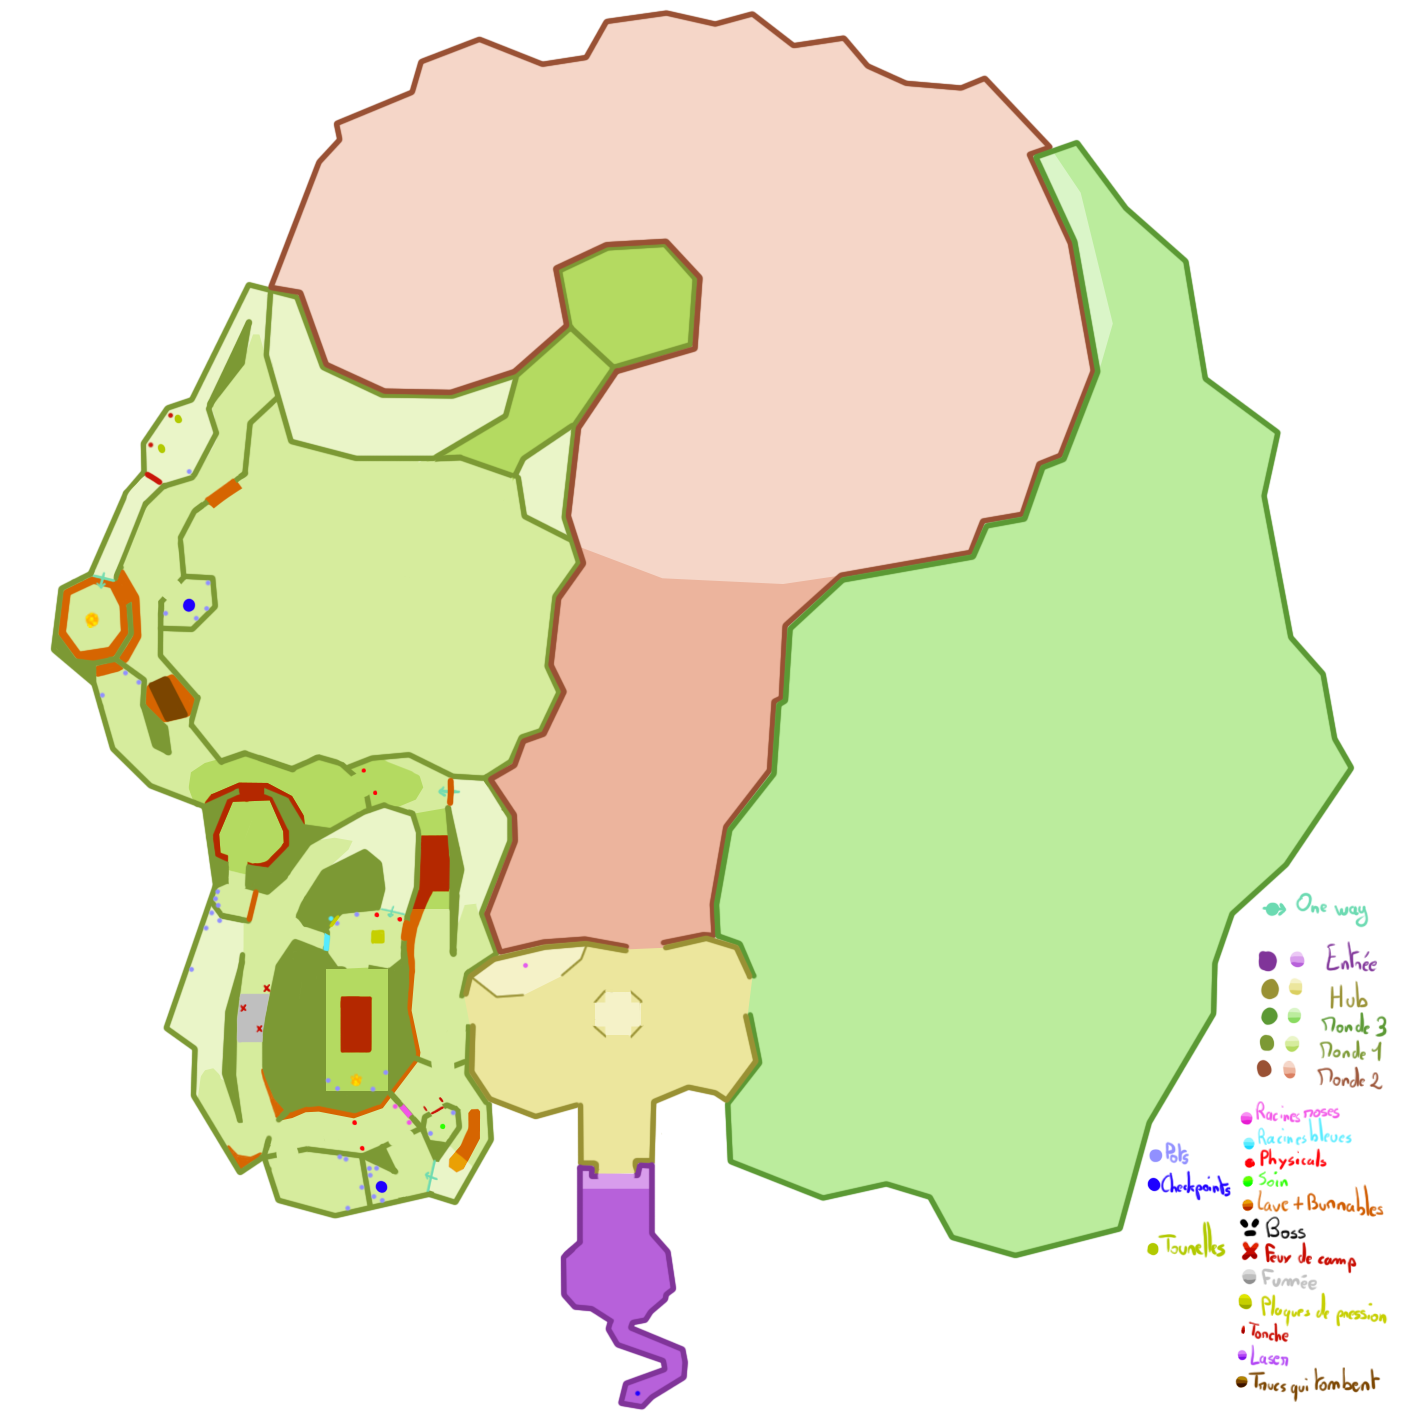 One way
Entrée
Hub
Monde 3
Monde 1
Monde 2
Racines roses
Racines bleues
Pots
Physicals
Soin
Checkpoints
Lave + Burnables
Boss
Tourelles
Feux de camp
Fumée
Plaques de pression
Torche
Laser
Trucs qui tombent